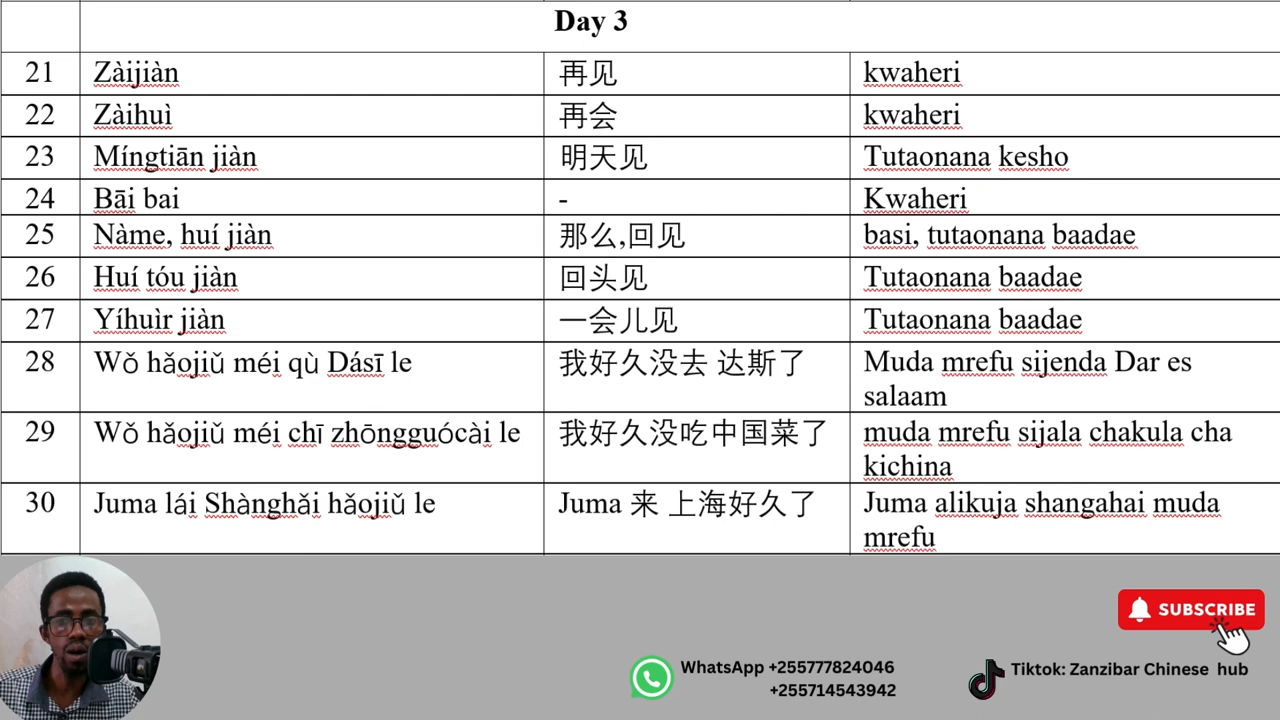 Day 3
21 Zàijiàn 再见 kwaheri
22 Zàihuì 再会 kwaheri
23 Míngtiān jiàn 明天见 Tutaonana kesho
24 Bāi bai - Kwaheri
25 Nàme, huí jiàn 那么,回见 basi, tutaonana baadae
26 Huí tóu jiàn 回头见 Tutaonana baadae
27 Yíhuìr jiàn 一会儿见 Tutaonana baadae
28 Wǒ hǎojiǔ méi qù Dásī le 我好久没去 达斯了 Muda mrefu sijenda Dar es
salaam
29 Wǒ hǎojiǔ méi chī zhōngguócài le 我好久没吃中国菜了 muda mrefu sijala chakula cha
kichina
30 Juma lái Shànghǎi hǎojiǔ le Juma 来 上海好久了 Juma alikuja shangahai muda
mrefu
SUBSCRIBE
WhatsApp +255777824046
+255714543942
Tiktok: Zanzibar Chinese hub